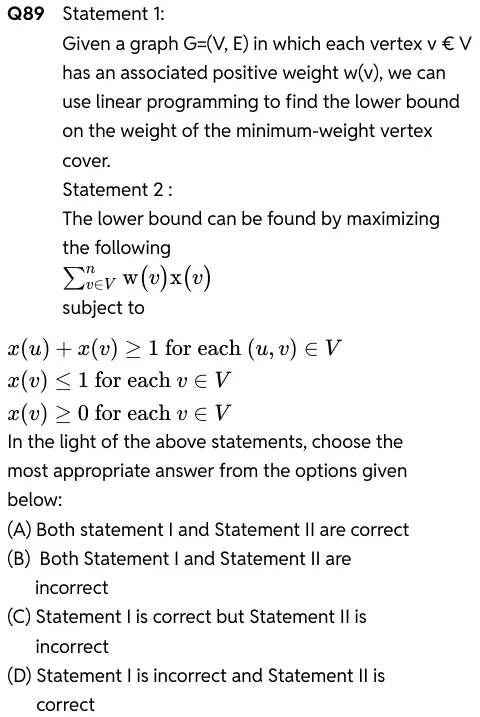 Q89 Statement 1:
Given a graph G=(V, E) in which each vertex v € V
has an associated positive weight w(v), we can
use linear programming to find the lower bound
on the weight of the minimum-weight vertex
cover.
Statement 2 :
The lower bound can be found by maximizing
the following
∑ⁿ_{v∈V} w(v)x(v)
subject to
x(u) + x(v) ≥ 1 for each (u, v) ∈ V
x(v) ≤ 1 for each v ∈ V
x(v) ≥ 0 for each v ∈ V
In the light of the above statements, choose the
most appropriate answer from the options given
below:
(A) Both statement I and Statement II are correct
(B) Both Statement I and Statement II are
incorrect
(C) Statement I is correct but Statement II is
incorrect
(D) Statement I is incorrect and Statement II is
correct